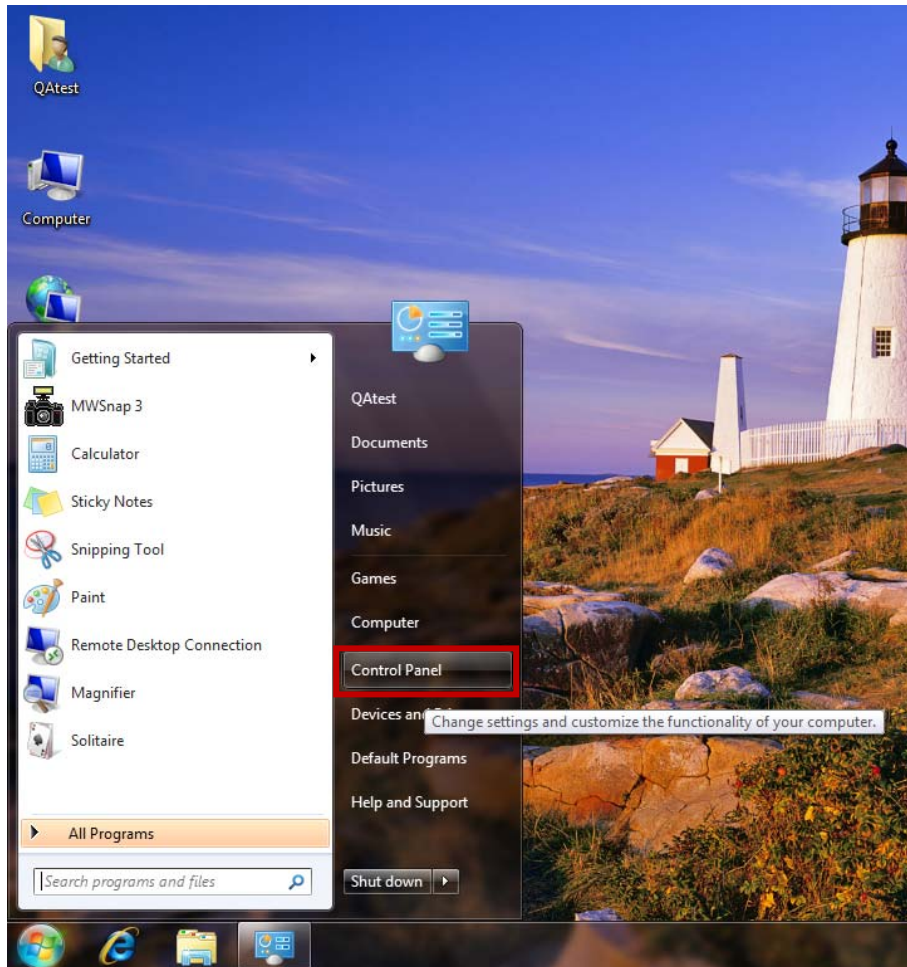 QAtest
Computer
Getting Started
MWSnap 3
Calculator
Sticky Notes
Snipping Tool
Paint
Remote Desktop Connection
Magnifier
Solitaire
All Programs
Search programs and files
QAtest
Documents
Pictures
Music
Games
Computer
Control Panel
Devices and
Change settings and customize the functionality of your computer.
Default Programs
Help and Support
Shut down